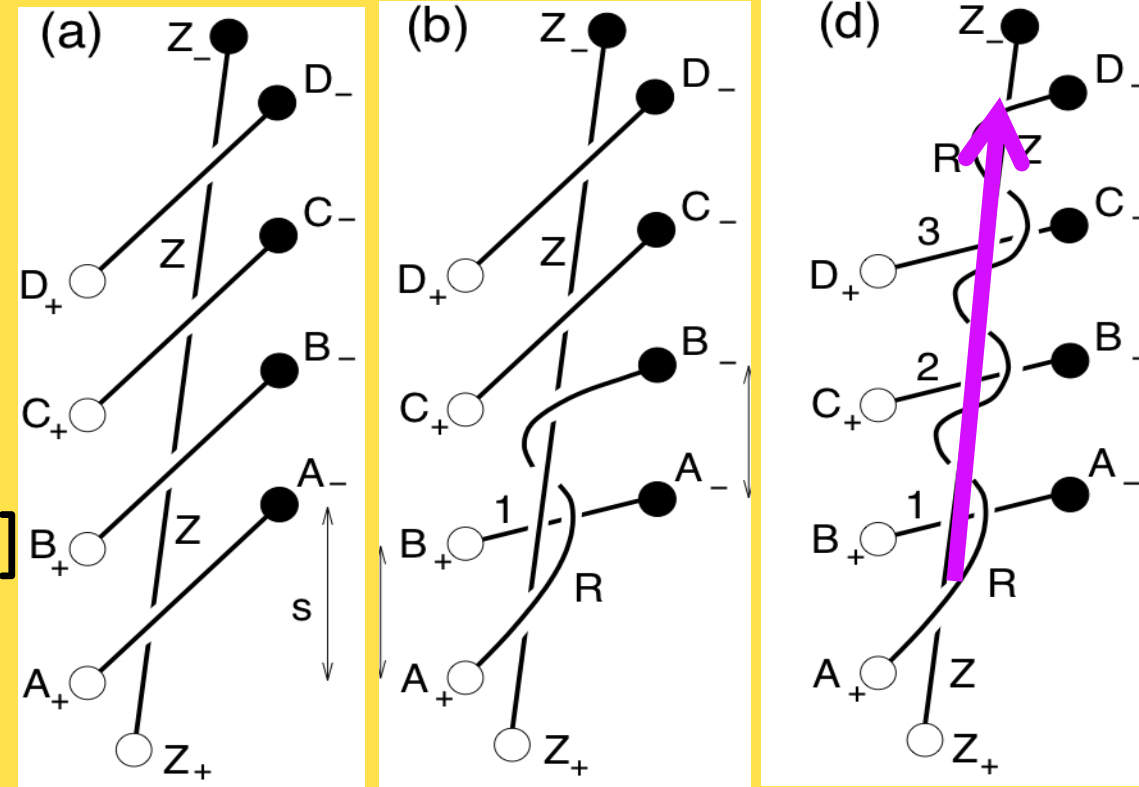 (a)
Z_
D_
C_
Z
D+
B_
C+
A_
Z
B+
s
A+
Z+
(b)
Z_
D_
C_
Z
D+
B_
C+
A_
1
B+
R
A+
Z+
(d)
Z_
D_
R Z
C_
3
D+
B_
2
C+
A_
1
B+
R
A+
Z
Z+